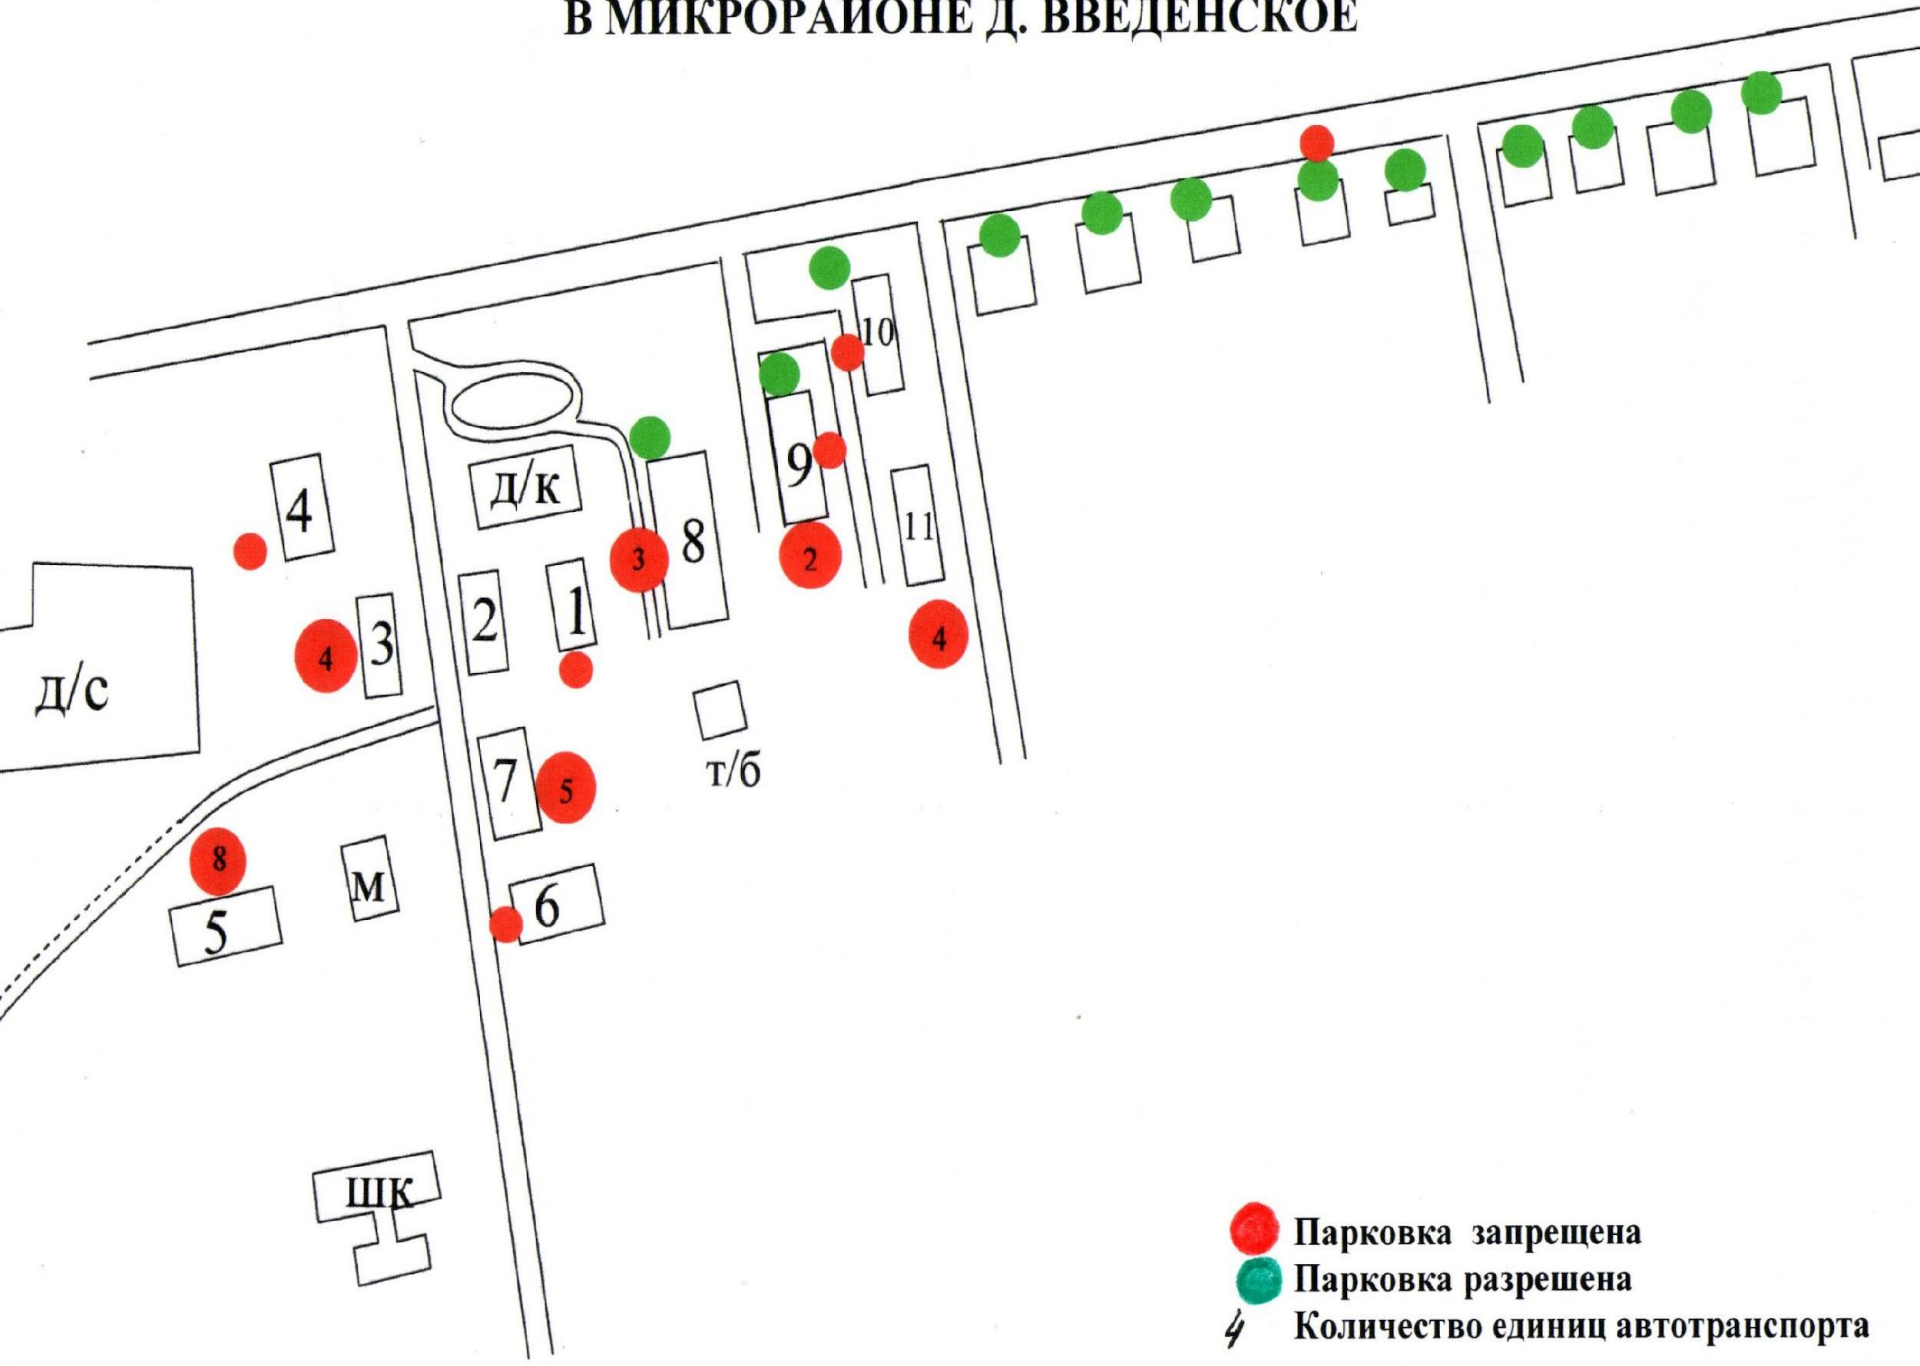 В МИКРОРАЙОНЕ Д. ВВЕДЕНСКОЕ
10
9
д/к
4
8
11
3
2
2
1
3
4
4
д/с
т/б
7
5
8
М
6
5
ШК
Парковка запрещена
Парковка разрешена
4 Количество единиц автотранспорта